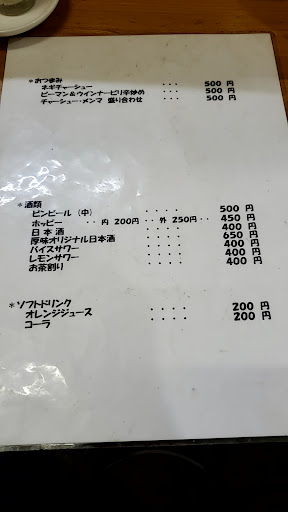 ＊おつまみ
ネギチャーシュー ・・・ 500 円
ピーマン＆ウインナーピリ辛炒め ・・・ 500 円
チャーシュー・メンマ 盛り合わせ ・・・ 500 円
＊酒類
ビンビール（中） ・・・・ 500 円
ホッピー ・・内 200円・・外 250円・・ 450 円
日 本 酒 ・・・・ 400 円
厚味オリジナル日本酒 ・・・・ 650 円
バイスサワー ・・・・ 400 円
レモンサワー ・・・・ 400 円
お茶割り ・・・・ 400 円
＊ソフトドリンク
オレンジジュース ・・・・ 200 円
コーラ ・・・・ 200 円